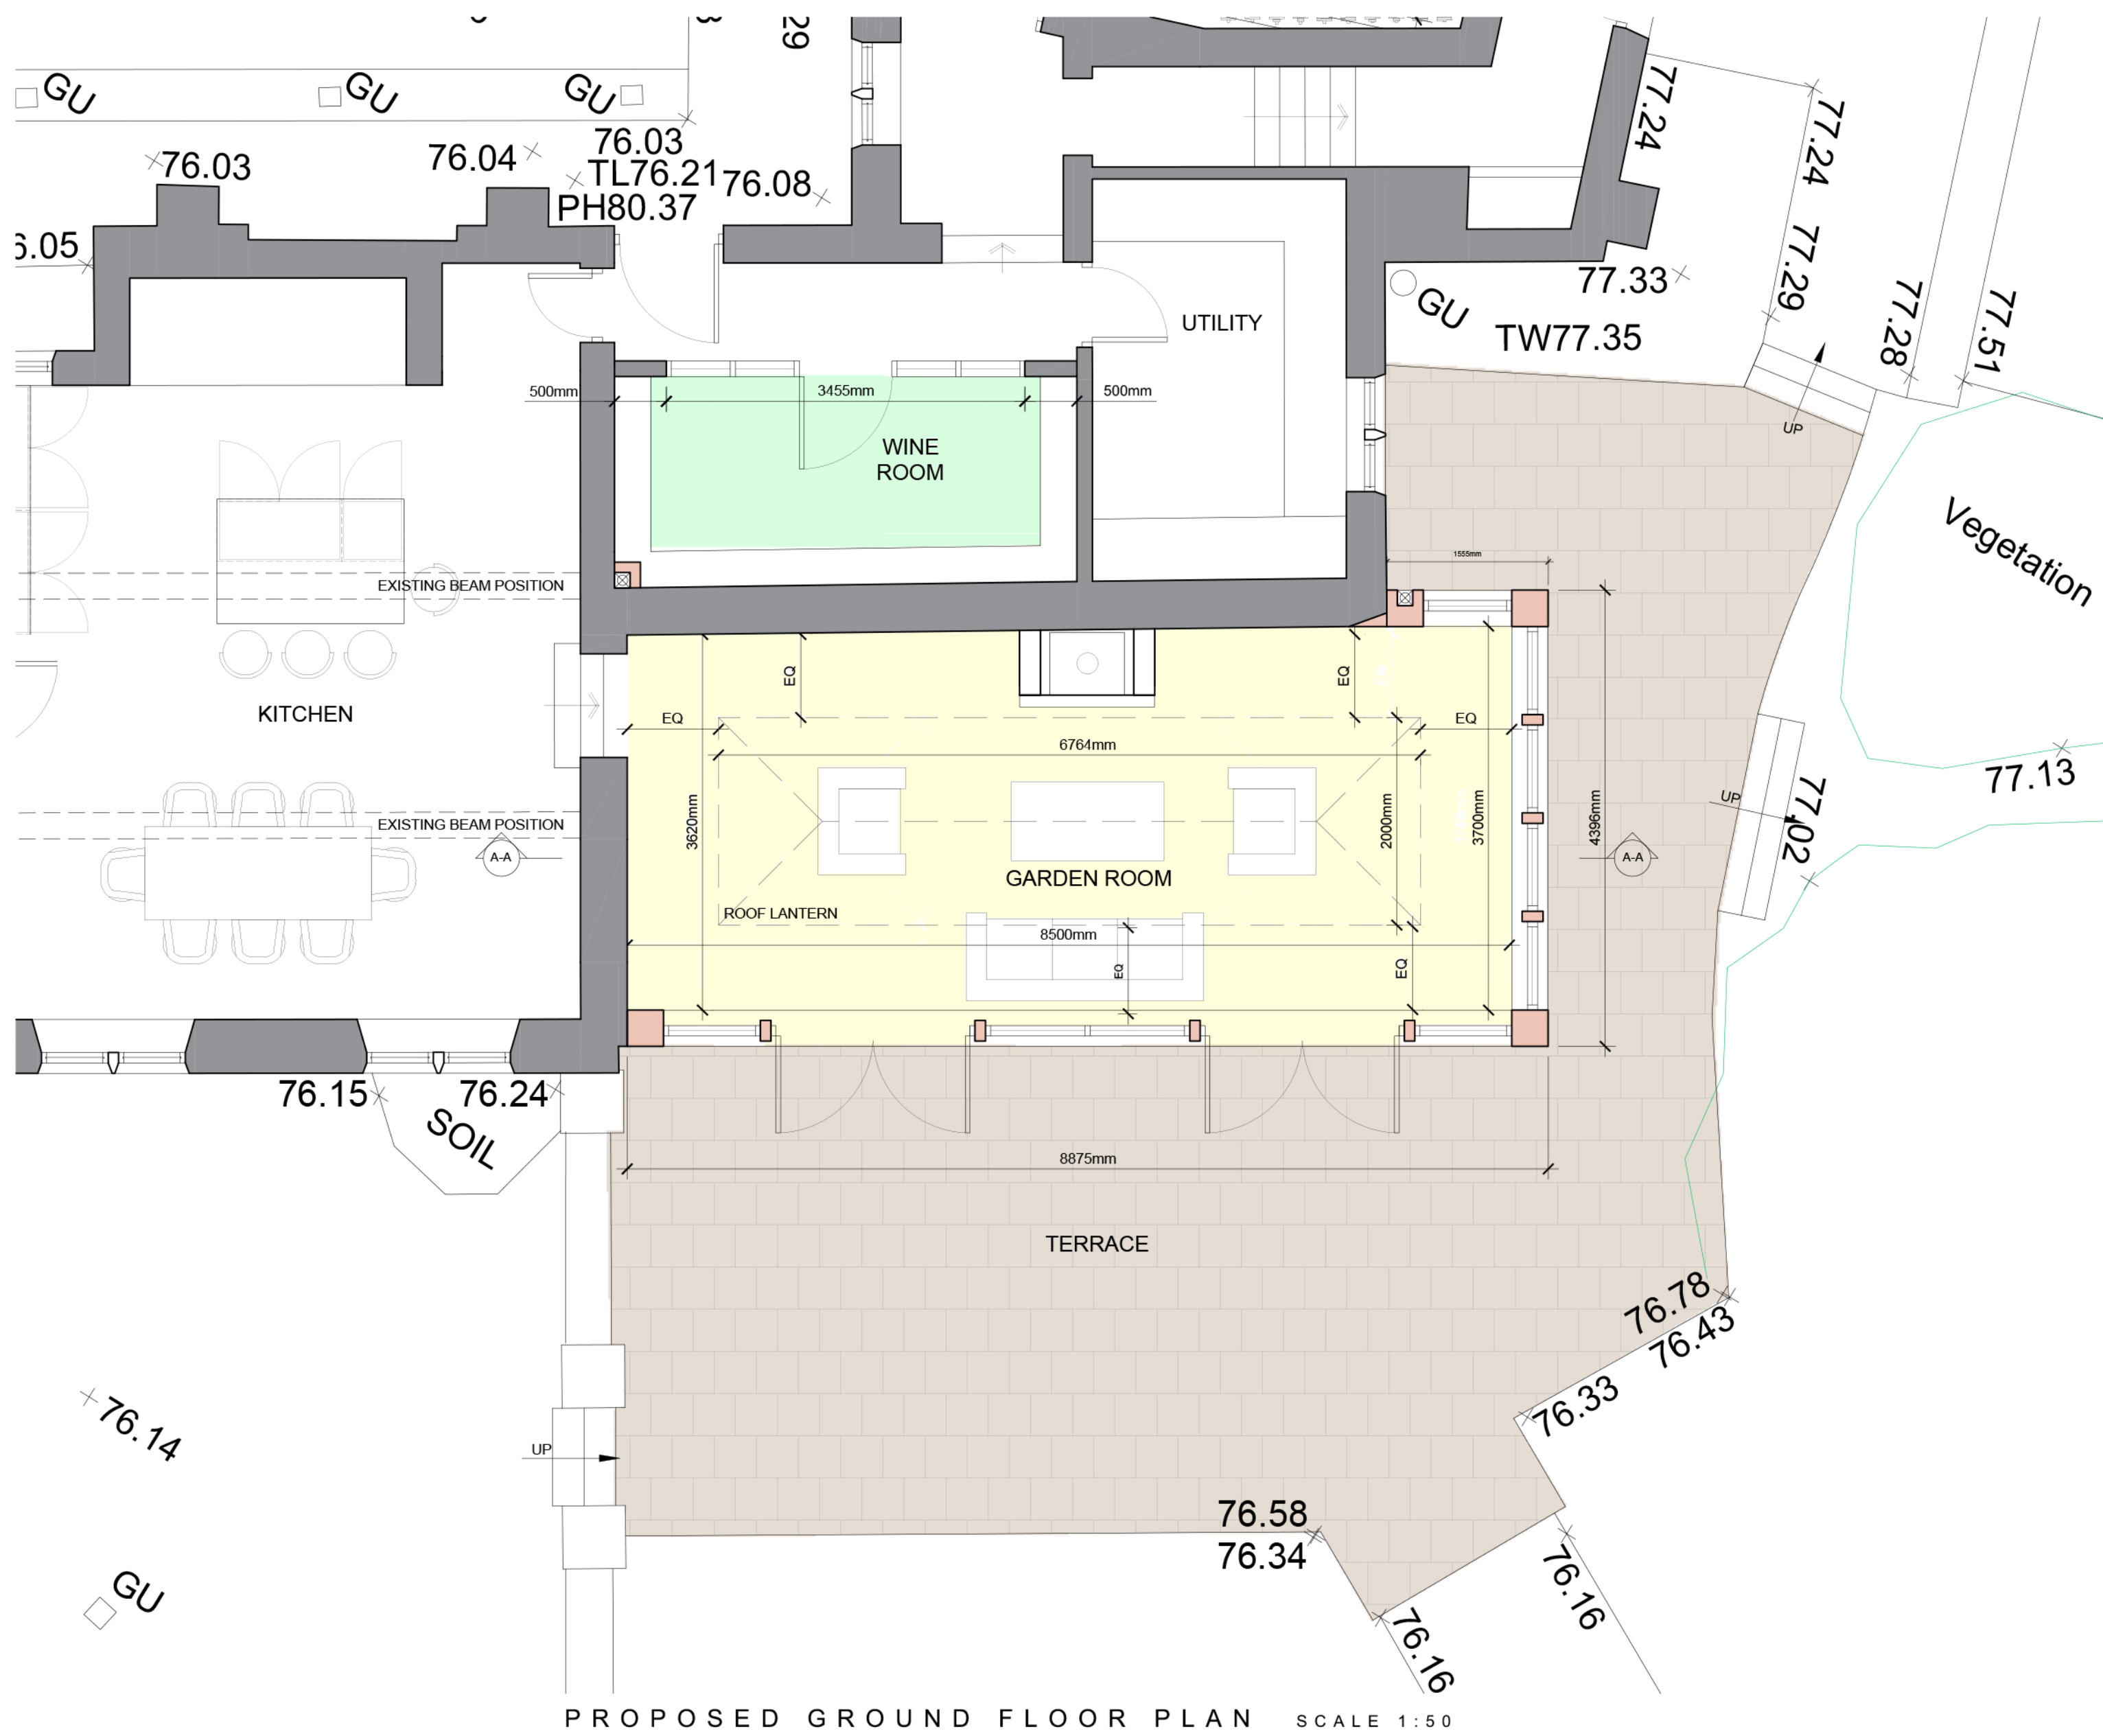 29
GU
GU
GU
76.03
76.04
76.03
TL76.21
76.08
PH80.37
77.24
77.24
6.05
77.33
77.29
GU
TW77.35
77.28
77.51
UTILITY
500mm
3455mm
500mm
WINE
ROOM
UP
Vegetation
1555mm
EXISTING BEAM POSITION
KITCHEN
EQ
EQ
EQ
EQ
6764mm
77.13
UP
77.02
3620mm
2000mm
3700mm
4396mm
EXISTING BEAM POSITION
A-A
A-A
GARDEN ROOM
ROOF LANTERN
8500mm
EQ
EQ
76.15
76.24
SOIL
8875mm
TERRACE
76.78
76.43
76.33
76.14
UP
76.58
76.34
GU
76.16
76.16
PROPOSED GROUND FLOOR PLAN SCALE 1:50